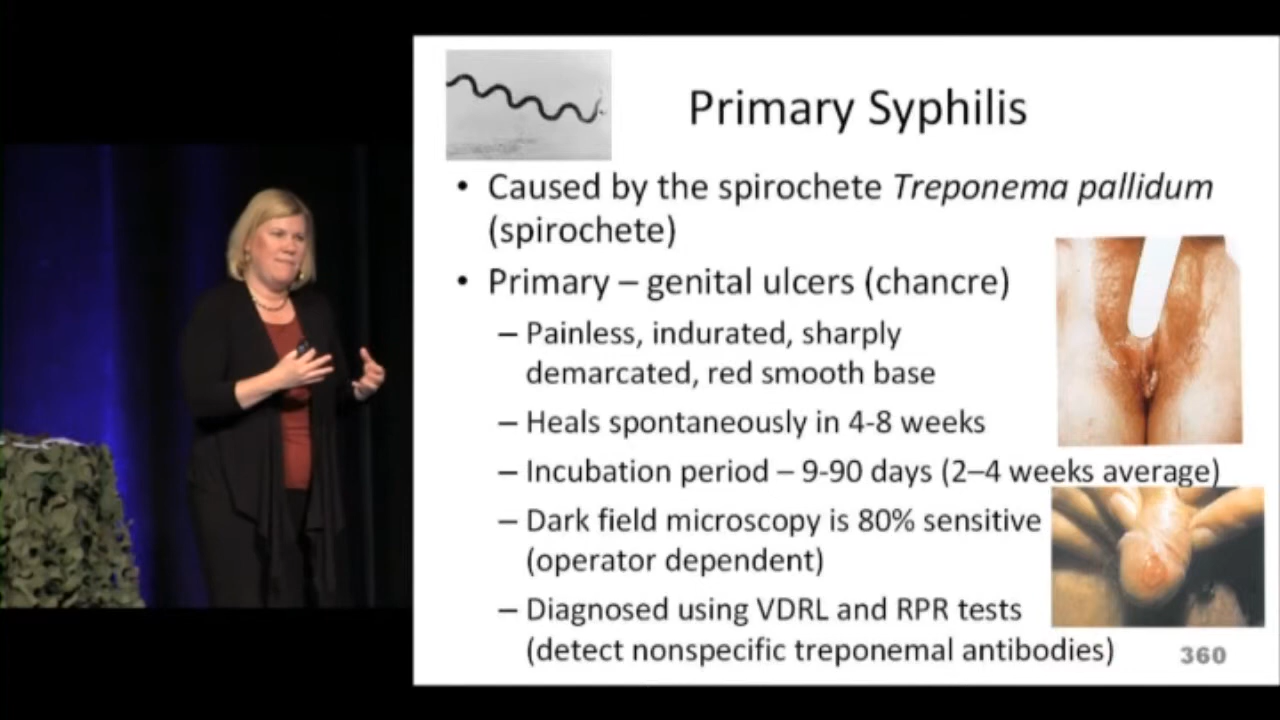 Primary Syphilis
• Caused by the spirochete Treponema pallidum
(spirochete)
• Primary – genital ulcers (chancre)
– Painless, indurated, sharply
demarcated, red smooth base
– Heals spontaneously in 4-8 weeks
– Incubation period – 9-90 days (2–4 weeks average)
– Dark field microscopy is 80% sensitive
(operator dependent)
– Diagnosed using VDRL and RPR tests
(detect nonspecific treponemal antibodies)
360